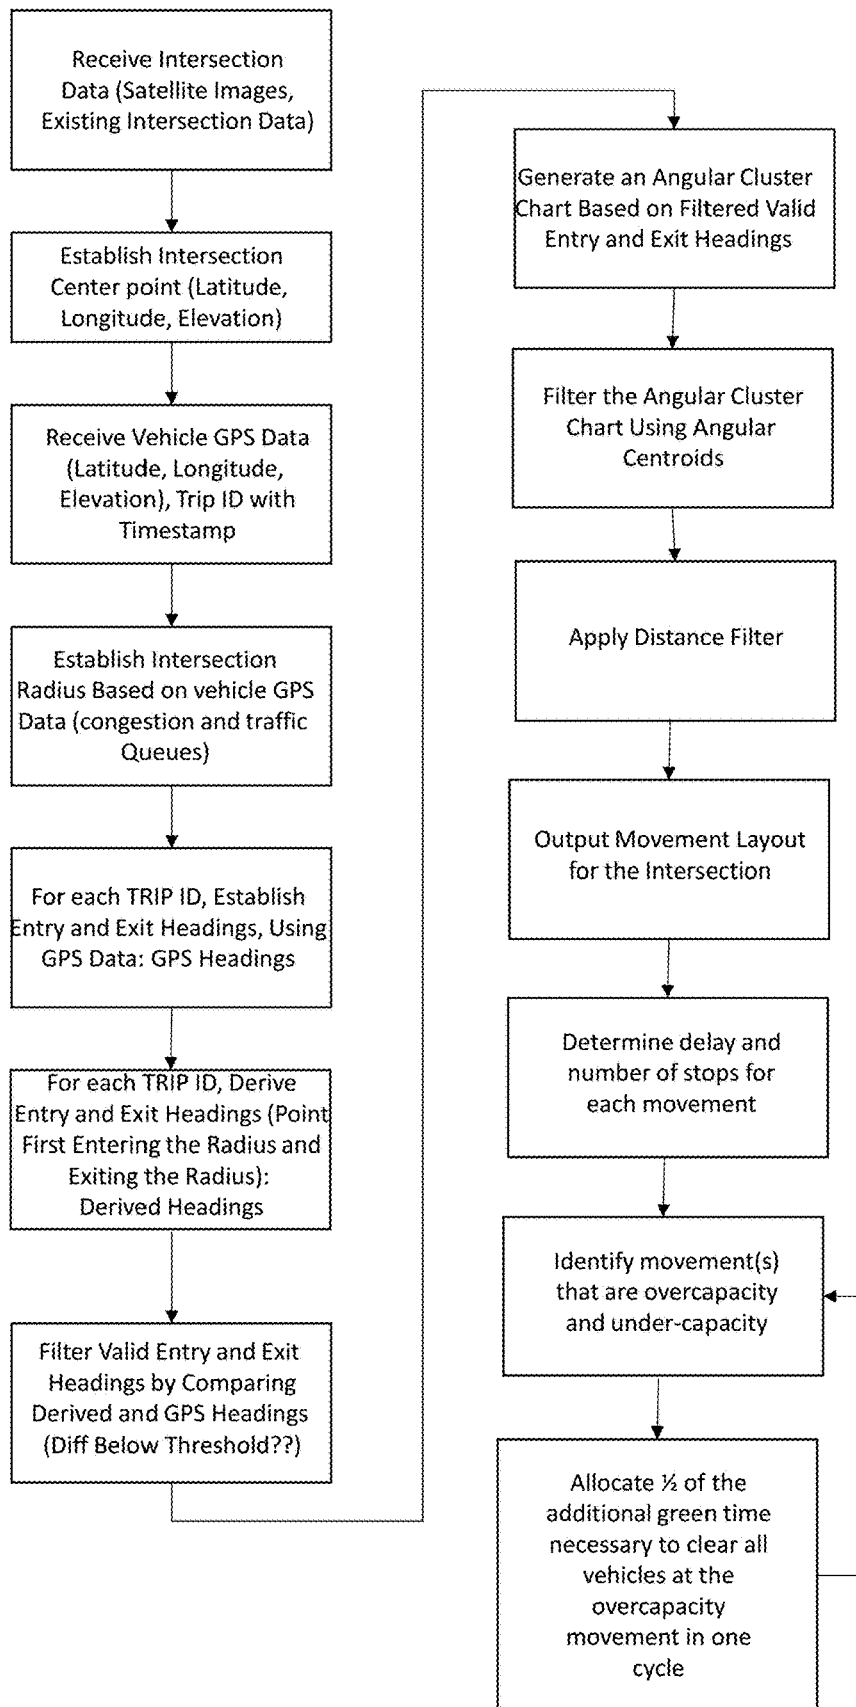 Receive Intersection
Data (Satellite Images,
Existing Intersection Data)
Establish Intersection
Center point (Latitude,
Longitude, Elevation)
Receive Vehicle GPS Data
(Latitude, Longitude,
Elevation), Trip ID with
Timestamp
Establish Intersection
Radius Based on vehicle GPS
Data (congestion and traffic
Queues)
For each TRIP ID, Establish
Entry and Exit Headings, Using
GPS Data: GPS Headings
For each TRIP ID, Derive
Entry and Exit Headings (Point
First Entering the Radius and
Exiting the Radius):
Derived Headings
Filter Valid Entry and Exit
Headings by Comparing
Derived and GPS Headings
(Diff Below Threshold??)
Generate an Angular Cluster
Chart Based on Filtered Valid
Entry and Exit Headings
Filter the Angular Cluster
Chart Using Angular
Centroids
Apply Distance Filter
Output Movement Layout
for the Intersection
Determine delay and
number of stops for
each movement
Identify movement(s)
that are overcapacity
and under-capacity
Allocate ½ of the
additional green time
necessary to clear all
vehicles at the
overcapacity
movement in one
cycle